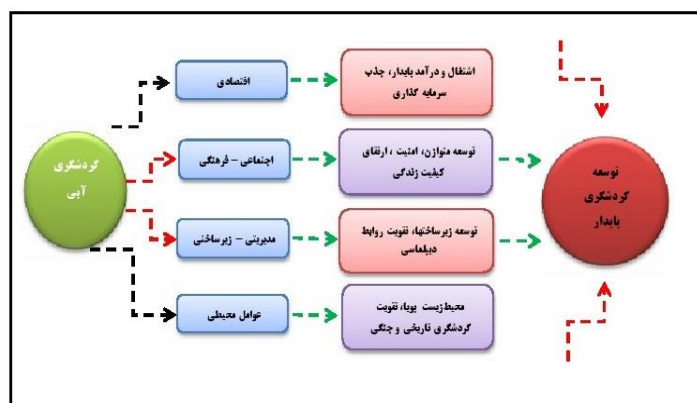 گردشگری
آبی
اقتصادی
اشتغال و درآمد پایدار، جذب
سرمایه گذاری
اجتماعی – فرهنگی
توسعه متوازن، امنیت ، ارتقای
کیفیت زندگی
مدیریتی – زیرساختی
توسعه زیرساختها، تقویت روابط
دیپلماسی
عوامل محیطی
محیط‌زیست پویا، تقویت
گردشگری تاریخی و جنگی
توسعه
گردشگری
پایدار